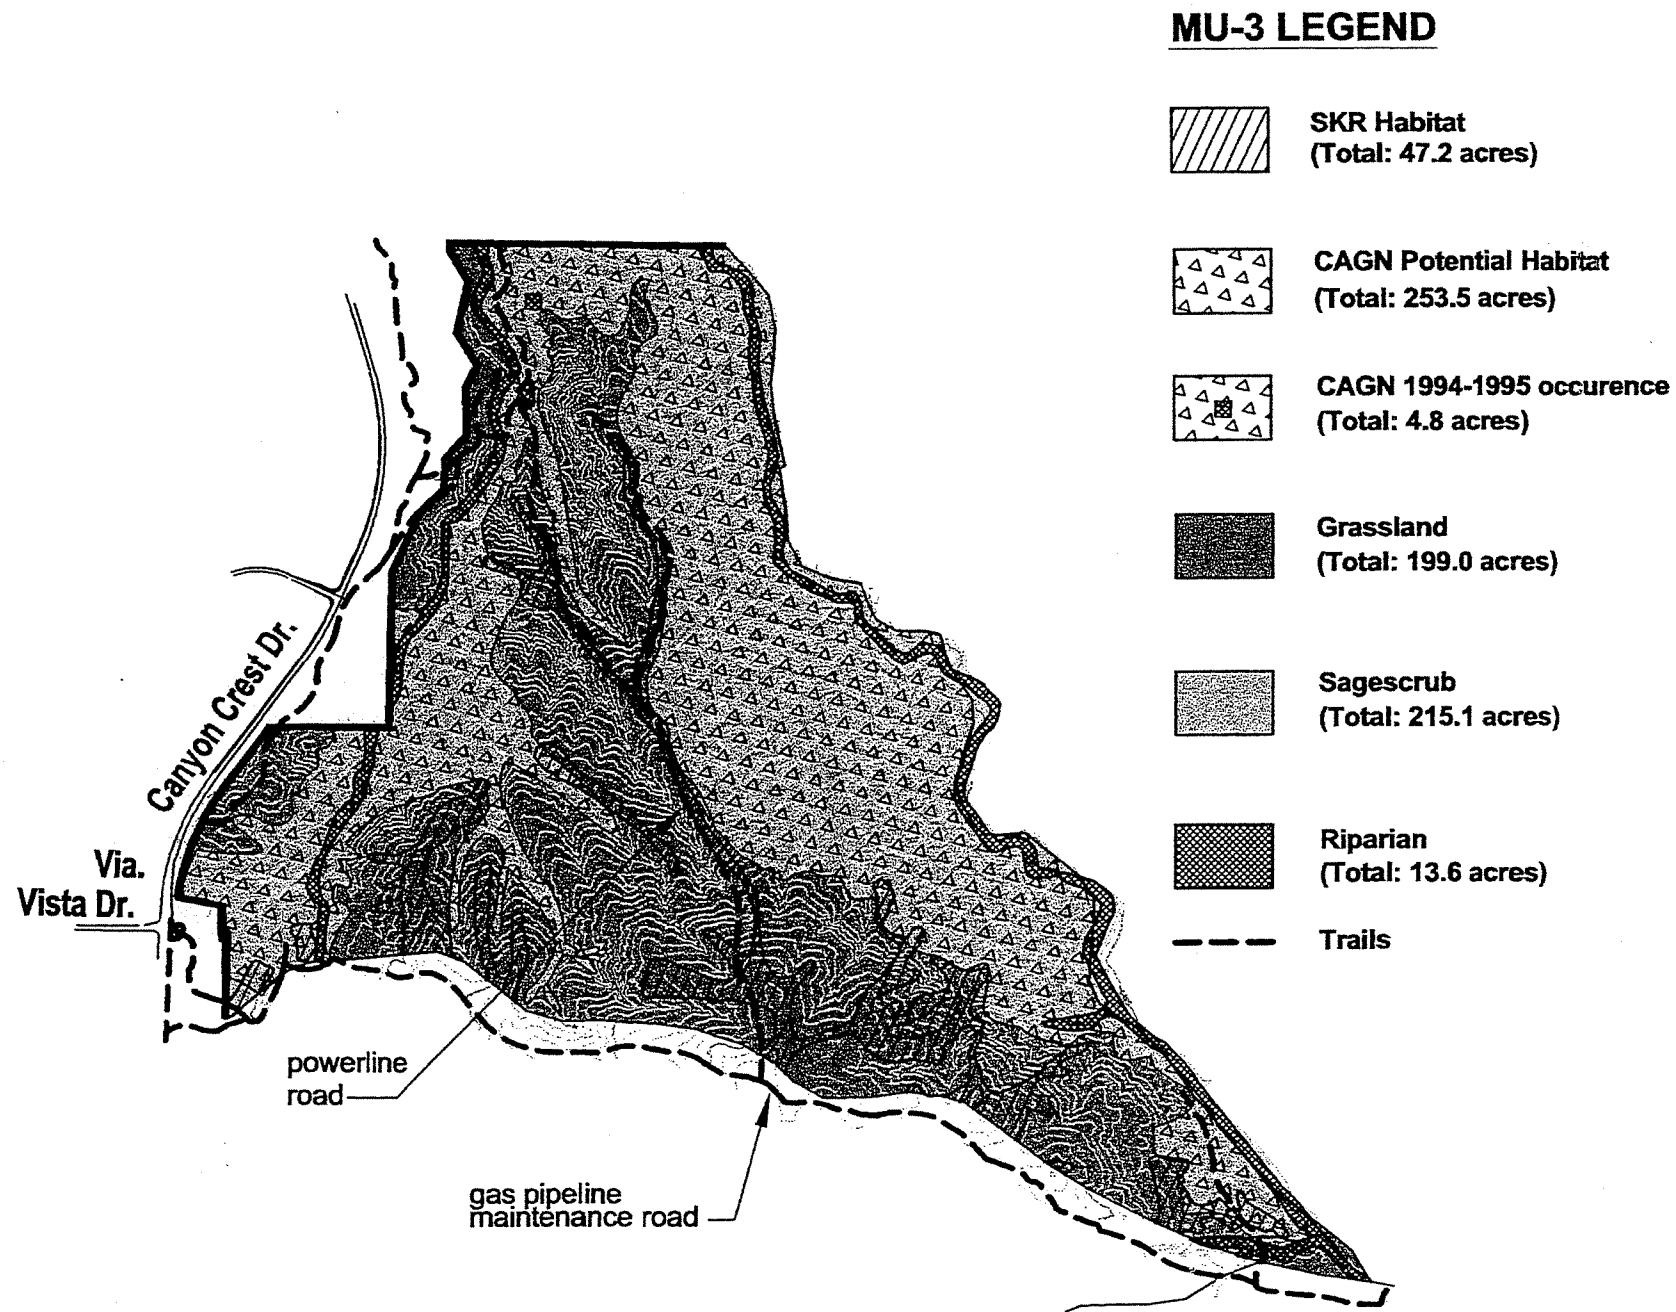 MU-3 LEGEND
SKR Habitat
(Total: 47.2 acres)
CAGN Potential Habitat
(Total: 253.5 acres)
CAGN 1994-1995 occurence
(Total: 4.8 acres)
Grassland
(Total: 199.0 acres)
Sagescrub
(Total: 215.1 acres)
Riparian
(Total: 13.6 acres)
Trails
Canyon Crest Dr.
Via.
Vista Dr.
powerline
road
gas pipeline
maintenance road